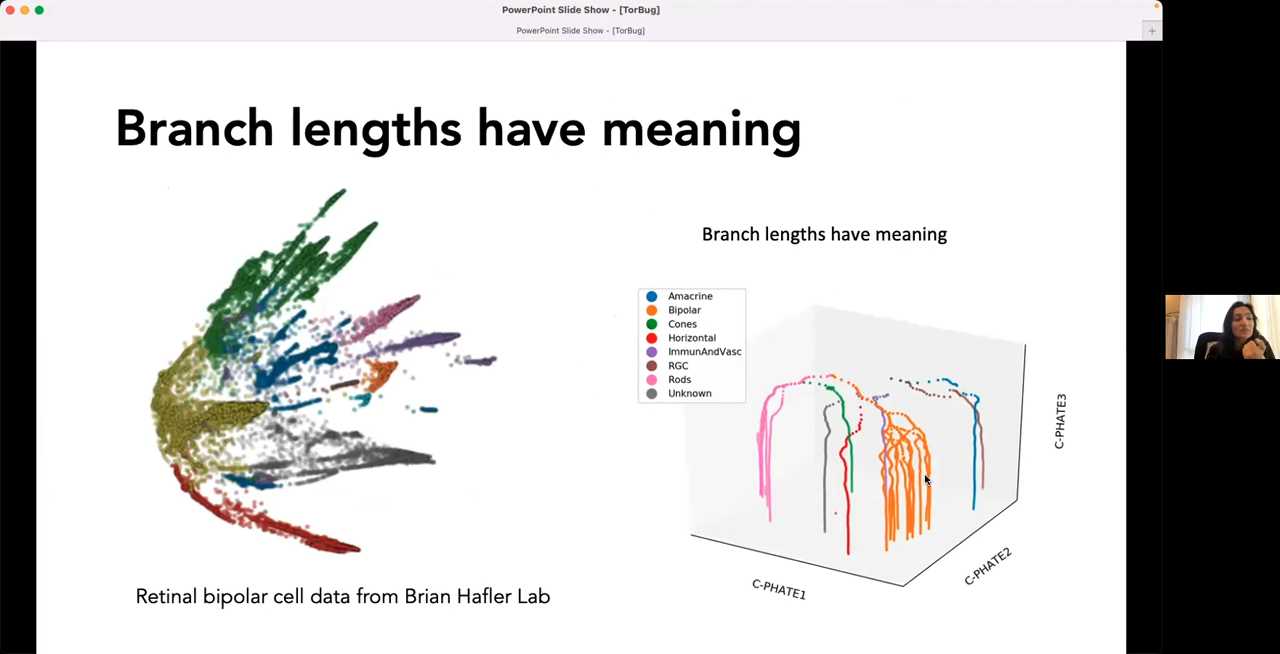 PowerPoint Slide Show - [TorBug]
PowerPoint Slide Show - [TorBug]
+
Branch lengths have meaning
Branch lengths have meaning
Amacrine
Bipolar
Cones
Horizontal
ImmunAndVasc
RGC
Rods
Unknown
C-PHATE3
C-PHATE2
C-PHATE1
Retinal bipolar cell data from Brian Hafler Lab